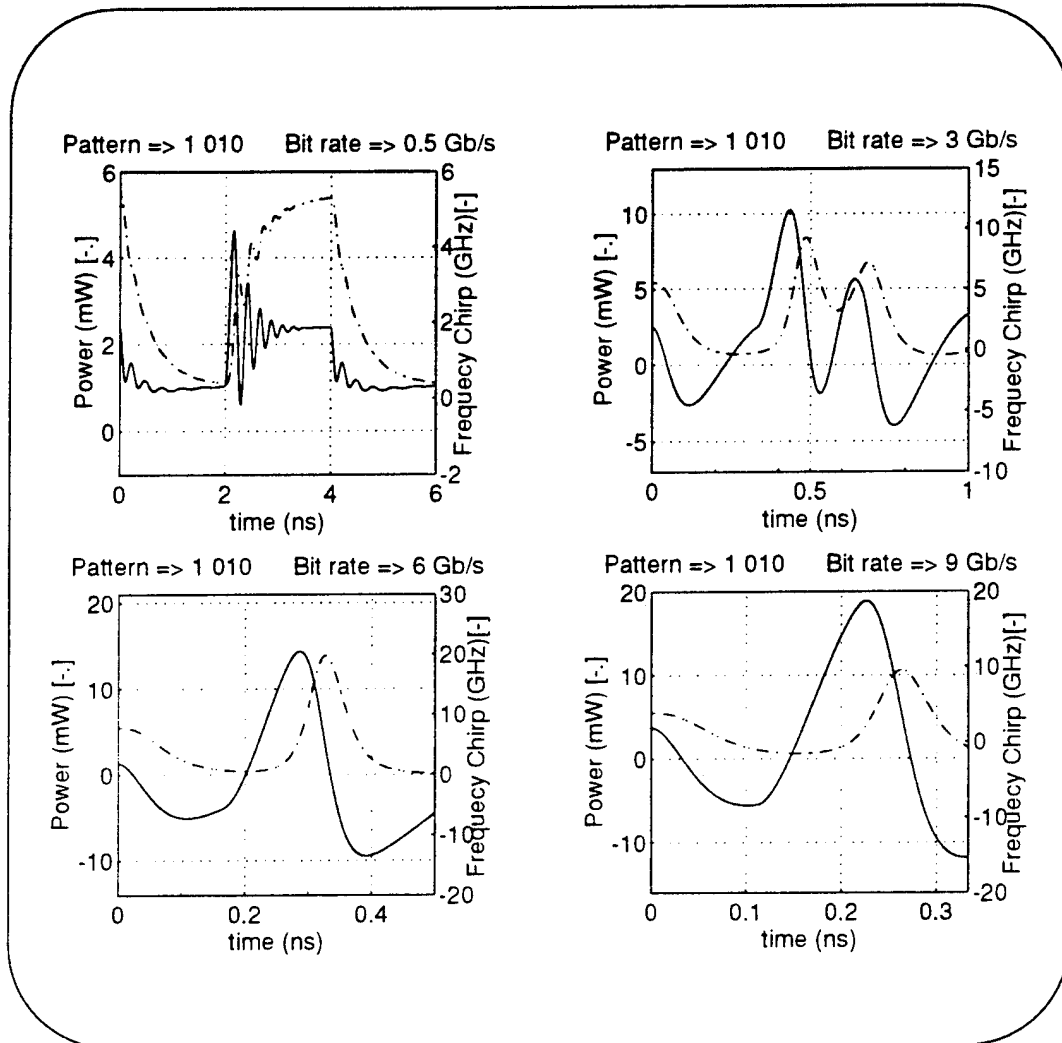 Pattern => 1 010 Bit rate => 0.5 Gb/s
6
4
2
0
Power (mW) [-.]
6
4
2
0
-2
Frequecy Chirp (GHz)[-]
0 2 4 6
time (ns)
Pattern => 1 010 Bit rate => 3 Gb/s
10
5
0
-5
Power (mW) [-.]
15
10
5
0
-5
-10
Frequecy Chirp (GHz)[-]
0 0.5 1
time (ns)
Pattern => 1 010 Bit rate => 6 Gb/s
20
10
0
-10
Power (mW) [-.]
30
20
10
0
-10
-20
Frequecy Chirp (GHz)[-]
0 0.2 0.4
time (ns)
Pattern => 1 010 Bit rate => 9 Gb/s
20
10
0
-10
Power (mW) [-.]
20
10
0
-10
-20
Frequecy Chirp (GHz)[-]
0 0.1 0.2 0.3
time (ns)